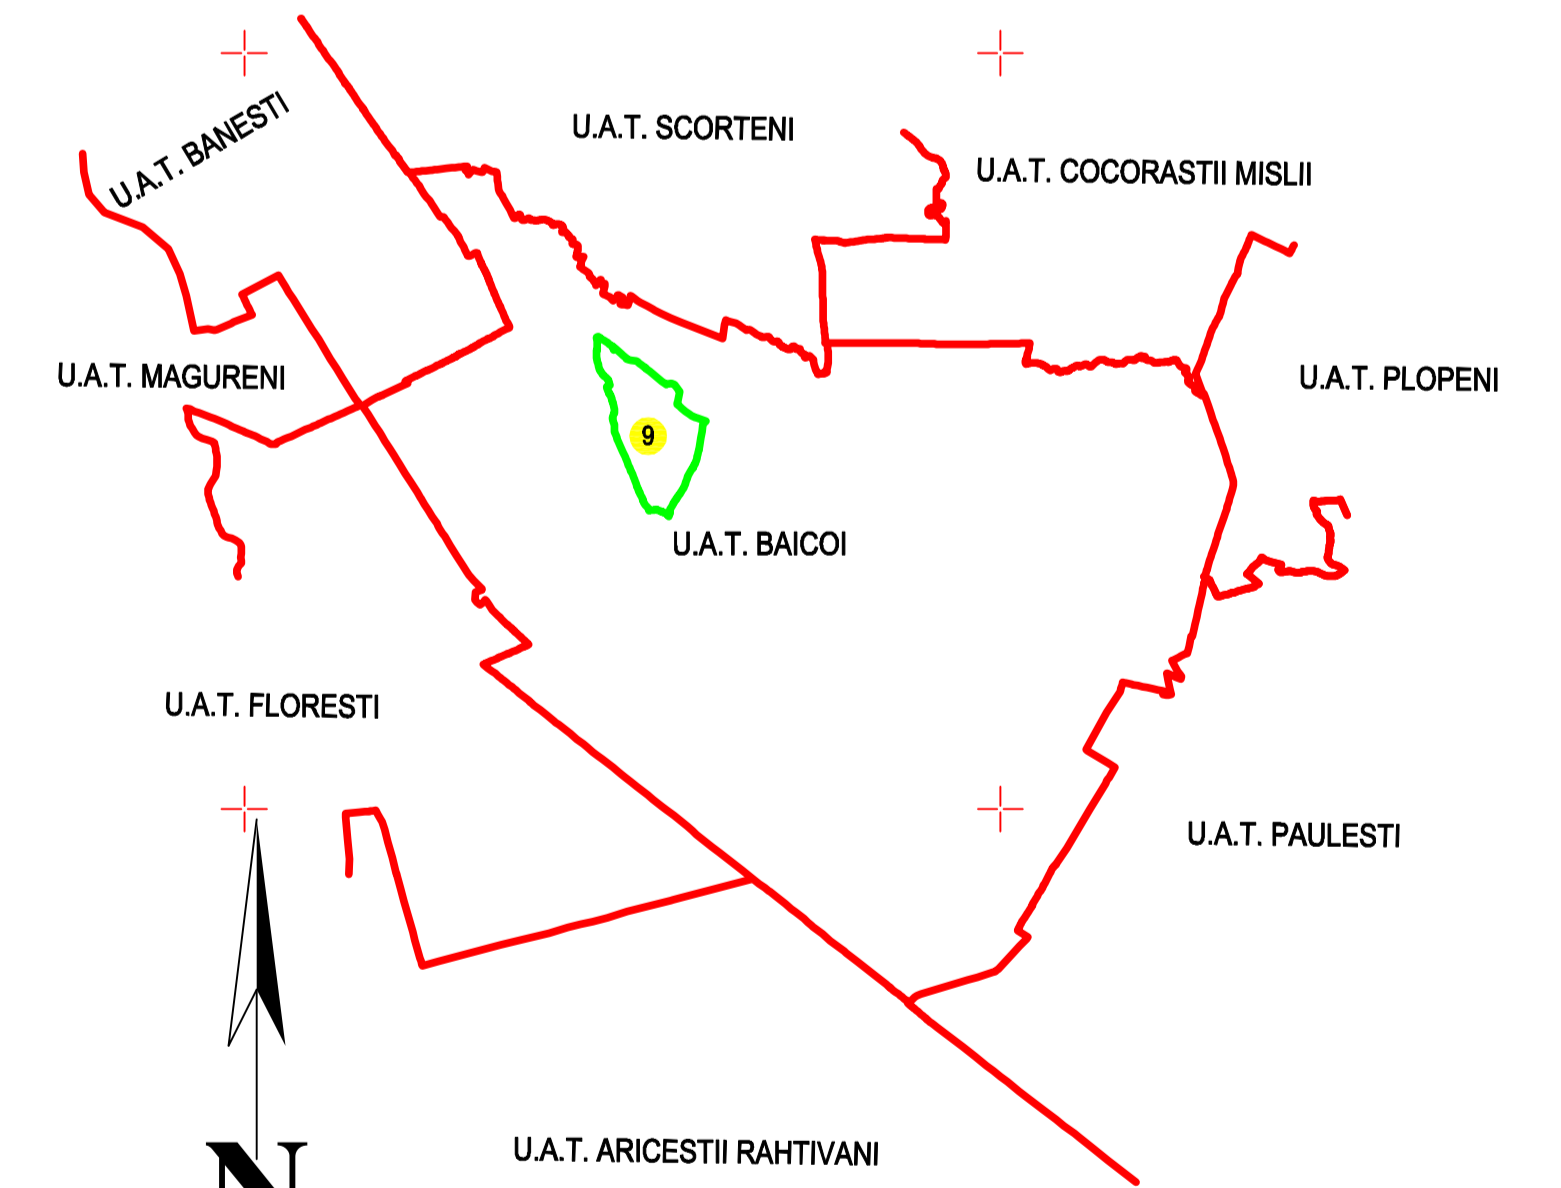 U.A.T. BANESTI
U.A.T. SCORTENI
U.A.T. COCORASTII MISLII
U.A.T. MAGURENI
U.A.T. PLOPENI
9
U.A.T. BAICOI
U.A.T. FLORESTI
U.A.T. PAULESTI
U.A.T. ARICESTII RAHTIVANI
N